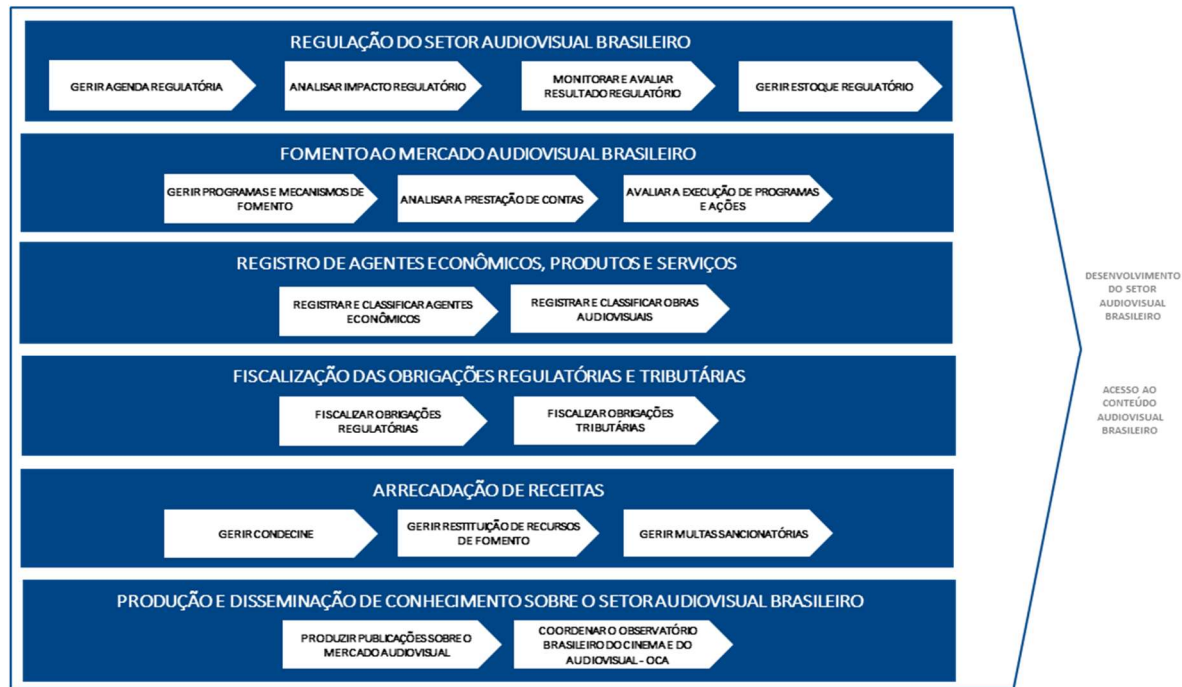 REGULAÇÃO DO SETOR AUDIOVISUAL BRASILEIRO
GERIR AGENDA REGULATÓRIA
ANALISAR IMPACTO REGULATÓRIO
MONITORAR E AVALIAR
RESULTADO REGULATÓRIO
GERIR ESTOQUE REGULATÓRIO
FOMENTO AO MERCADO AUDIOVISUAL BRASILEIRO
GERIR PROGRAMAS E MECANISMOS DE
FOMENTO
ANALISAR A PRESTAÇÃO DE CONTAS
AVALIAR A EXECUÇÃO DE PROGRAMAS
E AÇÕES
REGISTRO DE AGENTES ECONÔMICOS, PRODUTOS E SERVIÇOS
REGISTRAR E CLASSIFICAR AGENTES
ECONÔMICOS
REGISTRAR E CLASSIFICAR OBRAS
AUDIOVISUAIS
FISCALIZAÇÃO DAS OBRIGAÇÕES REGULATÓRIAS E TRIBUTÁRIAS
FISCALIZAR OBRIGAÇÕES
REGULATÓRIAS
FISCALIZAR OBRIGAÇÕES
TRIBUTÁRIAS
ARRECADAÇÃO DE RECEITAS
GERIR CONDECINE
GERIR RESTITUIÇÃO DE RECURSOS
DE FOMENTO
GERIR MULTAS SANCIONATÓRIAS
PRODUÇÃO E DISSEMINAÇÃO DE CONHECIMENTO SOBRE O SETOR AUDIOVISUAL BRASILEIRO
PRODUZIR PUBLICAÇÕES SOBRE O
MERCADO AUDIOVISUAL
COORDENAR O OBSERVATÓRIO
BRASILEIRO DO CINEMA E DO
AUDIOVISUAL - OCA
DESENVOLVIMENTO
DO SETOR
AUDIOVISUAL
BRASILEIRO
ACESSO AO
CONTEÚDO
AUDIOVISUAL
BRASILEIRO